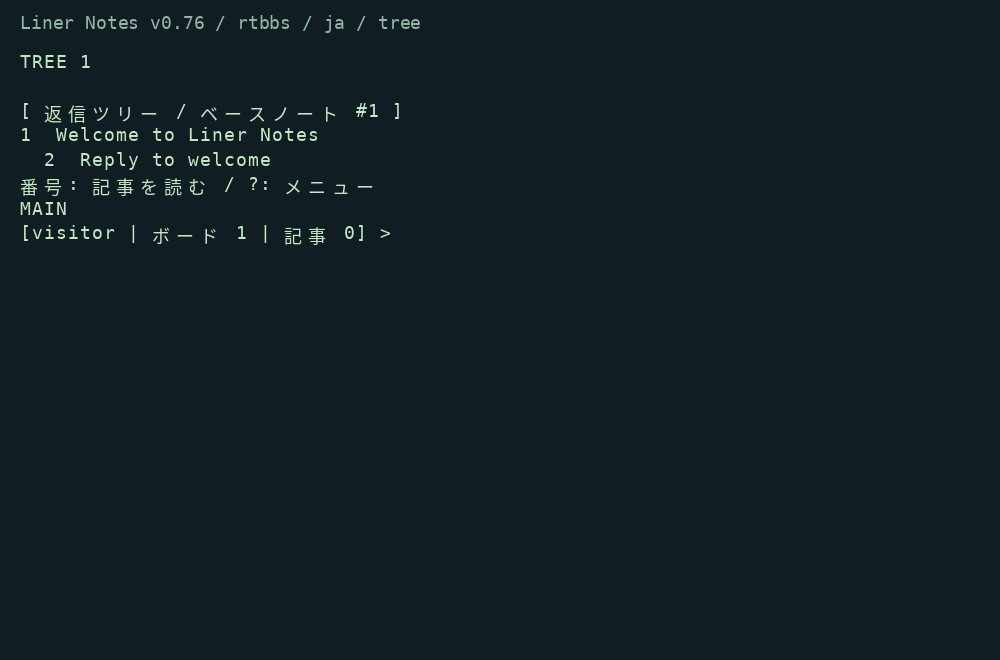 Liner Notes v0.76 / rtbbs / ja / tree
TREE 1
[ 返信ツリー / ベースノート #1 ]
1  Welcome to Liner Notes
  2  Reply to welcome
番号: 記事を読む / ?: メニュー
MAIN
[visitor | ボード 1 | 記事 0] >